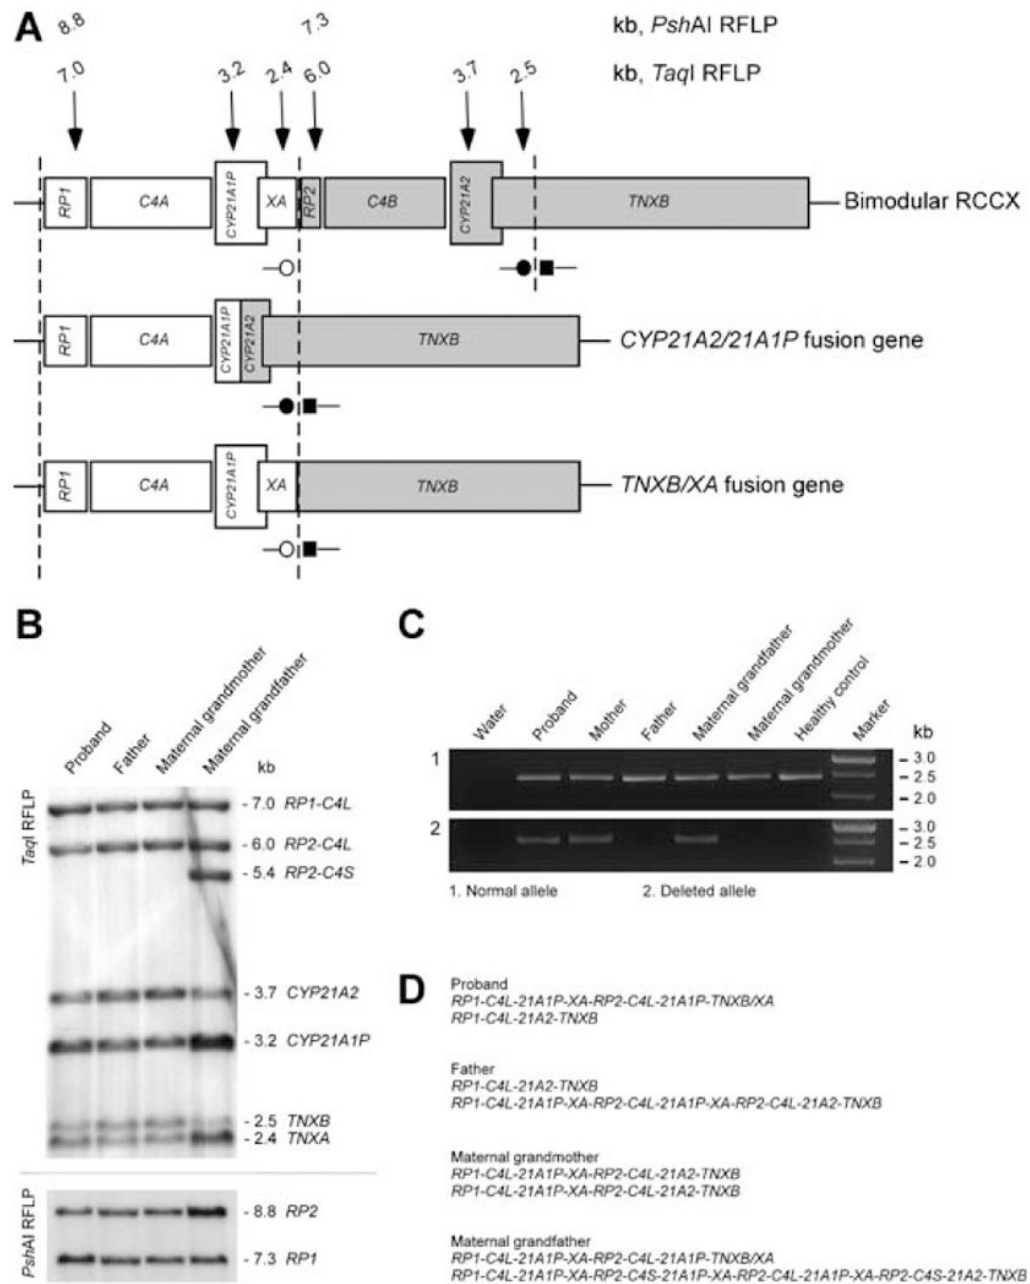 A
8.8 7.3 kb, PshAI RFLP
7.0 3.2 2.4 6.0 3.7 2.5 kb, TaqI RFLP
RP1 C4A CYP21A1P XA RP2 C4B CYP21A2 TNXB Bimodular RCCX
RP1 C4A CYP21A1P CYP21A2 TNXB CYP21A2/21A1P fusion gene
RP1 C4A CYP21A1P XA TNXB TNXB/XA fusion gene
B
Proband Father Maternal grandmother Maternal grandfather kb
TaqI RFLP
- 7.0 RP1-C4L
- 6.0 RP2-C4L
- 5.4 RP2-C4S
- 3.7 CYP21A2
- 3.2 CYP21A1P
- 2.5 TNXB
- 2.4 TNXA
PshAI RFLP
- 8.8 RP2
- 7.3 RP1
C
Water Proband Mother Father Maternal grandfather Maternal grandmother Healthy control Marker kb
1
- 3.0
- 2.5
- 2.0
2
- 3.0
- 2.5
- 2.0
1. Normal allele 2. Deleted allele
D
Proband
RP1-C4L-21A1P-XA-RP2-C4L-21A1P-TNXB/XA
RP1-C4L-21A2-TNXB
Father
RP1-C4L-21A2-TNXB
RP1-C4L-21A1P-XA-RP2-C4L-21A1P-XA-RP2-C4L-21A2-TNXB
Maternal grandmother
RP1-C4L-21A1P-XA-RP2-C4L-21A2-TNXB
RP1-C4L-21A1P-XA-RP2-C4L-21A2-TNXB
Maternal grandfather
RP1-C4L-21A1P-XA-RP2-C4L-21A1P-TNXB/XA
RP1-C4L-21A1P-XA-RP2-C4S-21A1P-XA-RP2-C4L-21A1P-XA-RP2-C4S-21A2-TNXB